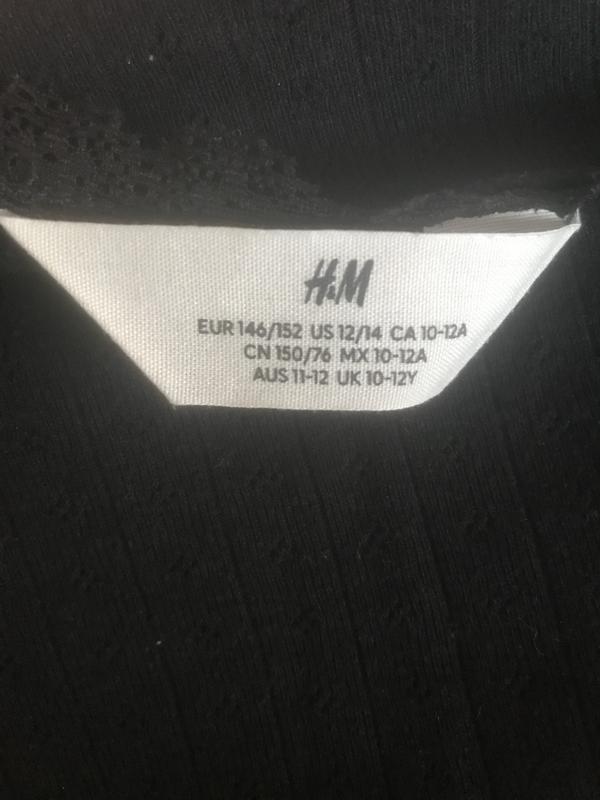 H&M
EUR 146/152 US 12/14 CA 10-12A
CN 150/76 MX 10-12A
AUS 11-12 UK 10-12Y